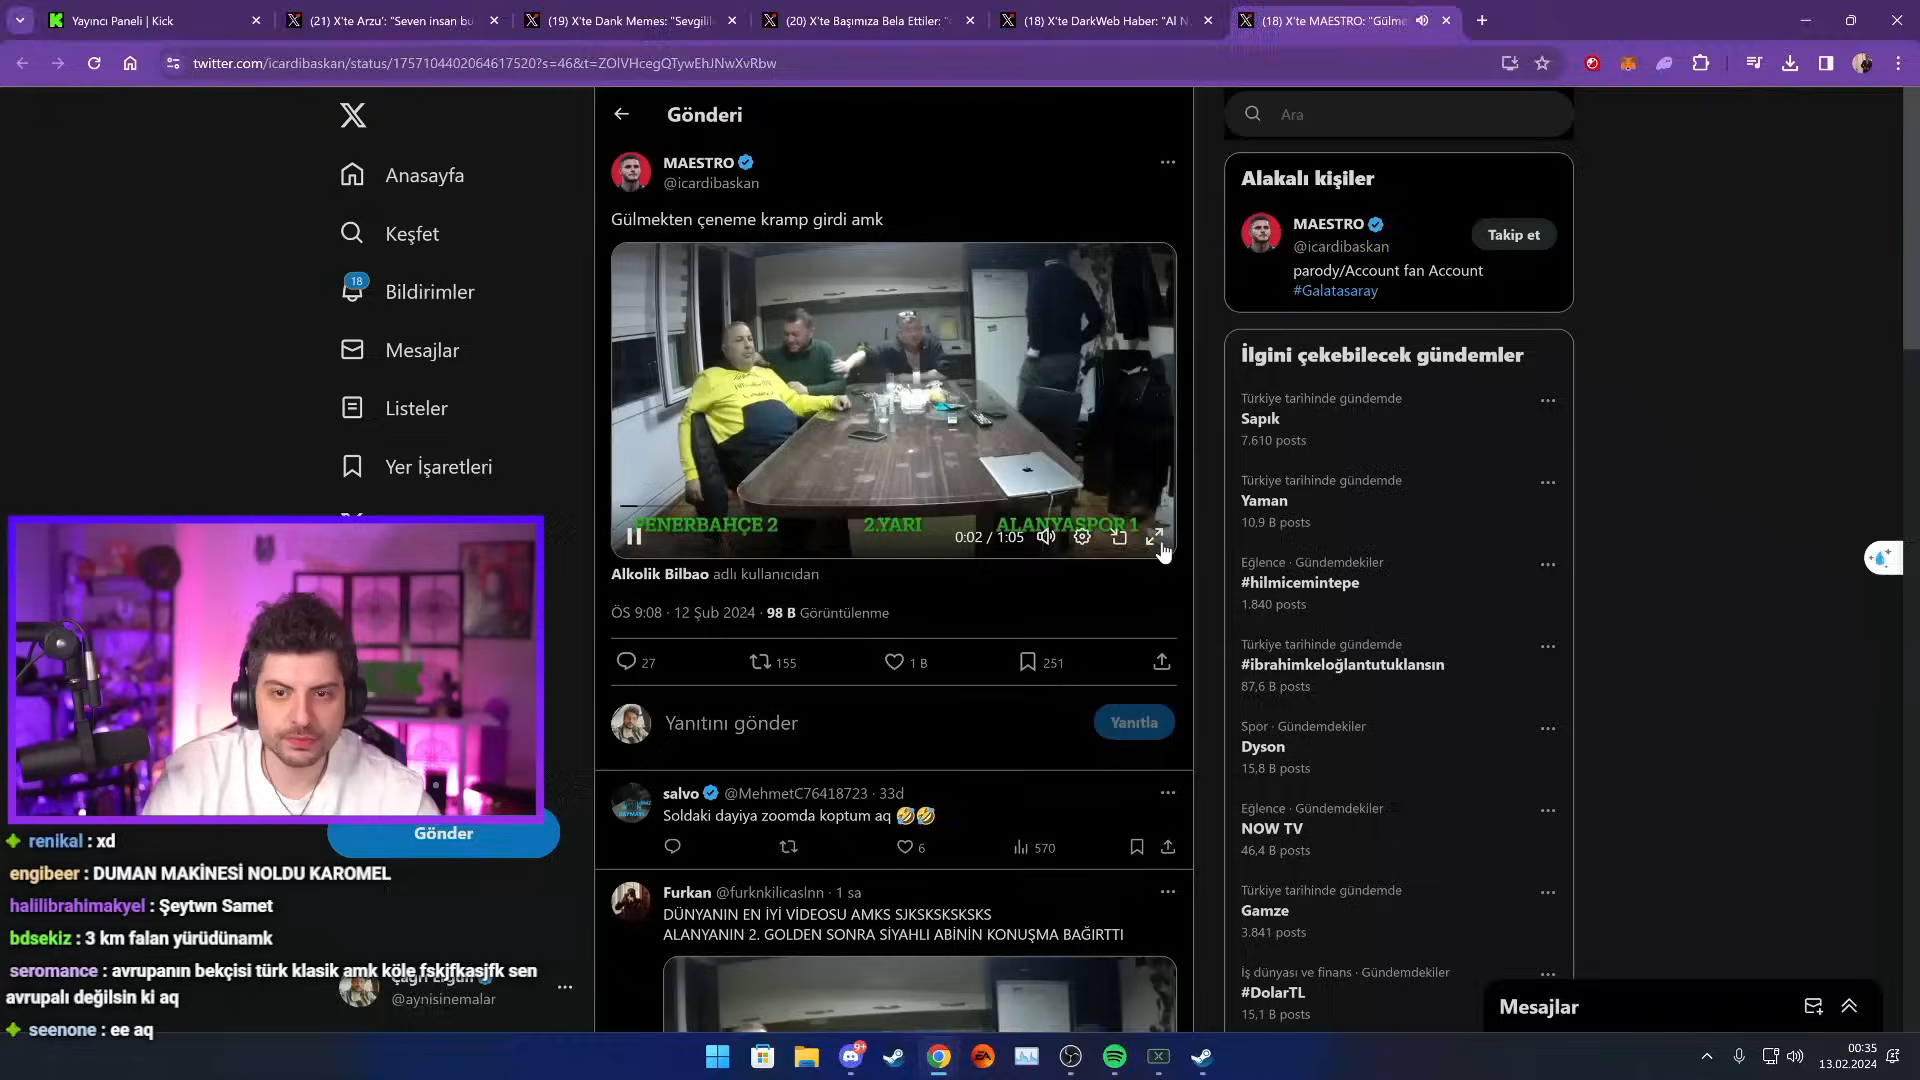 Yayıncı Paneli | Kick
(21) X'te Arzu': "Seven insan bu
(19) X'te Dank Memes: "Sevgilil
(20) X'te Başımıza Bela Ettiler: "
(18) X'te DarkWeb Haber: "Al N
(18) X'te MAESTRO: "Gülme
twitter.com/icardibaskan/status/1757104402064617520?s=46&t=ZOlVHcegQTywEhJNwXvRbw
Anasayfa
Keşfet
18
Bildirimler
Mesajlar
Listeler
Yer İşaretleri
Gönder
Çağrı Ergün
@aynisinemalar
Gönderi
MAESTRO
@icardibaskan
Gülmekten çeneme kramp girdi amk
FENERBAHÇE 2
2.YARI
ALANYASPOR 1
0:02 / 1:05
Alkolik Bilbao adlı kullanıcıdan
ÖS 9:08 · 12 Şub 2024 · 98 B Görüntülenme
27
155
1 B
251
Yanıtını gönder
Yanıtla
salvo @MehmetC76418723 · 33d
Soldaki dayiya zoomda koptum aq 🤣🤣
6
570
Furkan @furknkilicaslnn · 1 sa
DÜNYANIN EN İYİ VİDEOSU AMKS SJKSKSKSKSKS
ALANYANIN 2. GOLDEN SONRA SİYAHLI ABİNİN KONUŞMA BAĞIRTTI
Ara
Alakalı kişiler
MAESTRO
@icardibaskan
Takip et
parody/Account fan Account
#Galatasaray
İlgini çekebilecek gündemler
Türkiye tarihinde gündemde
Sapık
7.610 posts
Türkiye tarihinde gündemde
Yaman
10,9 B posts
Eğlence · Gündemdekiler
#hilmicemintepe
1.840 posts
Türkiye tarihinde gündemde
#ibrahimkeloğlantutuklansın
87,6 B posts
Spor · Gündemdekiler
Dyson
15,8 B posts
Eğlence · Gündemdekiler
NOW TV
46,4 B posts
Türkiye tarihinde gündemde
Gamze
3.841 posts
İş dünyası ve finans · Gündemdekiler
#DolarTL
15,1 B posts
Mesajlar
renikal : xd
engibeer : DUMAN MAKİNESİ NOLDU KAROMEL
halilibrahimakyel : Şeytwn Samet
bdsekiz : 3 km falan yürüdünamk
seromance : avrupanın bekçisi türk klasik amk köle fskjfkasjfk sen
avrupalı değilsin ki aq
seenone : ee aq
9+
00:35
13.02.2024